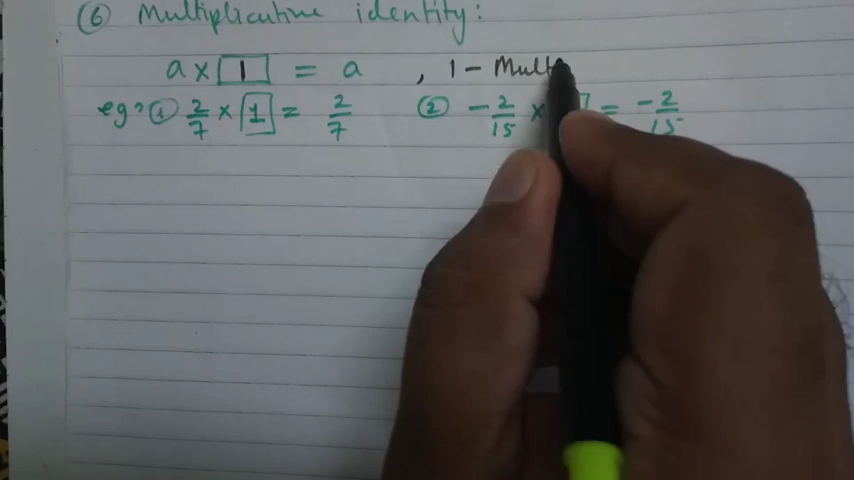 ⑥ Multiplicative identity:
a × 1 = a , 1 - Mult
eg: ① 2/7 × 1 = 2/7 ② -2/15 × = -2/15